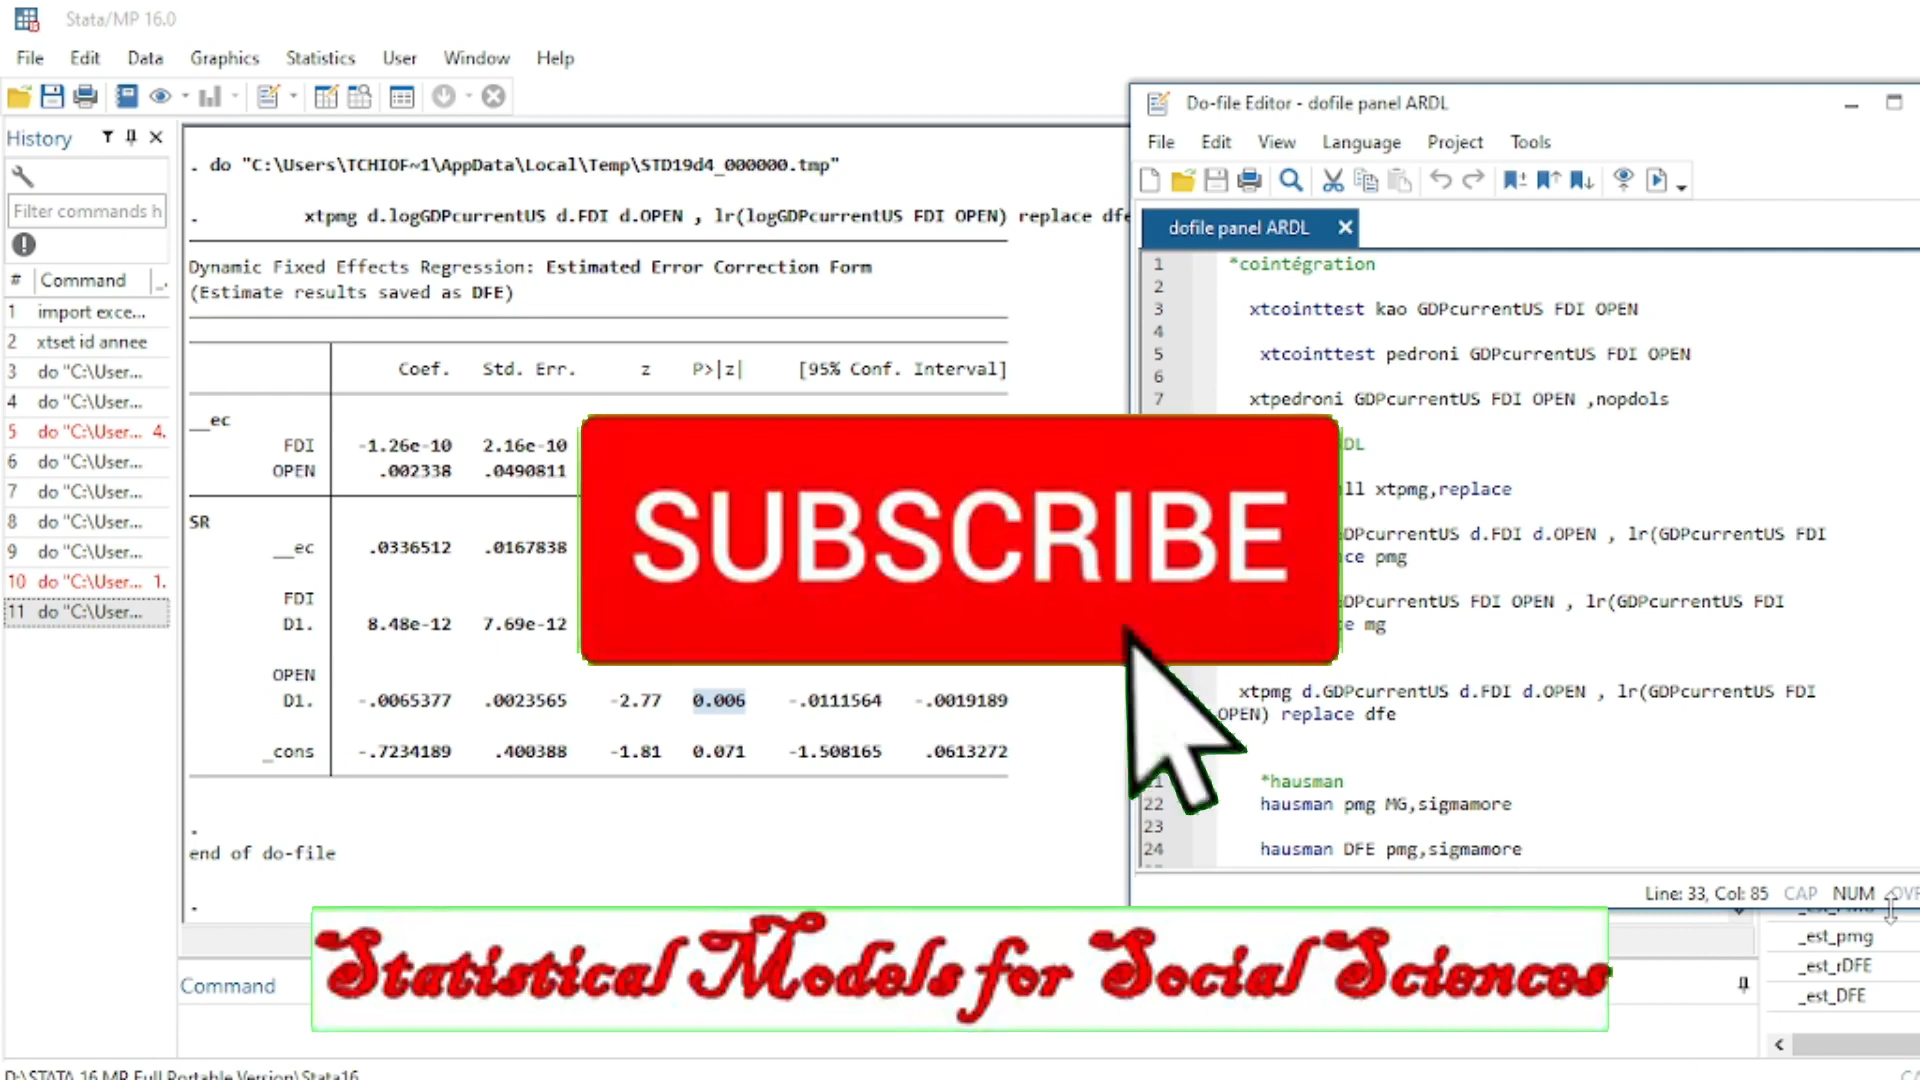 Stata/MP 16.0
File Edit Data Graphics Statistics User Window Help
History
Filter commands h
# Command
1 import exce...
2 xtset id annee
3 do "C:\User...
4 do "C:\User...
5 do "C:\User... 4.
6 do "C:\User...
7 do "C:\User...
8 do "C:\User...
9 do "C:\User...
10 do "C:\User... 1.
11 do "C:\User...
. do "C:\Users\TCHIOF~1\AppData\Local\Temp\STD19d4_000000.tmp"
. xtpmg d.logGDPcurrentUS d.FDI d.OPEN , lr(logGDPcurrentUS FDI OPEN) replace dfe
Dynamic Fixed Effects Regression: Estimated Error Correction Form
(Estimate results saved as DFE)
Coef. Std. Err. z P>|z| [95% Conf. Interval]
__ec
FDI -1.26e-10 2.16e-10
OPEN .002338 .0490811
SR
__ec .0336512 .0167838
FDI
D1. 8.48e-12 7.69e-12
OPEN
D1. -.0065377 .0023565 -2.77 0.006 -.0111564 -.0019189
_cons -.7234189 .400388 -1.81 0.071 -1.508165 .0613272
.
end of do-file
.
Command
D:\STATA 16 MP Full Portable Version\Stata16
Do-file Editor - dofile panel ARDL
File Edit View Language Project Tools
dofile panel ARDL
1 *cointégration
2
3 xtcointtest kao GDPcurrentUS FDI OPEN
4
5 xtcointtest pedroni GDPcurrentUS FDI OPEN
6
7 xtpedroni GDPcurrentUS FDI OPEN ,nopdols
DL
ll xtpmg,replace
DPcurrentUS d.FDI d.OPEN , lr(GDPcurrentUS FDI
ce pmg
DPcurrentUS FDI OPEN , lr(GDPcurrentUS FDI
e mg
xtpmg d.GDPcurrentUS d.FDI d.OPEN , lr(GDPcurrentUS FDI
OPEN) replace dfe
21 *hausman
22 hausman pmg MG,sigmamore
23
24 hausman DFE pmg,sigmamore
Line: 33, Col: 85 CAP NUM OVR
_est_pmg
_est_rDFE
_est_DFE
SUBSCRIBE
Statistical Models for Social Sciences